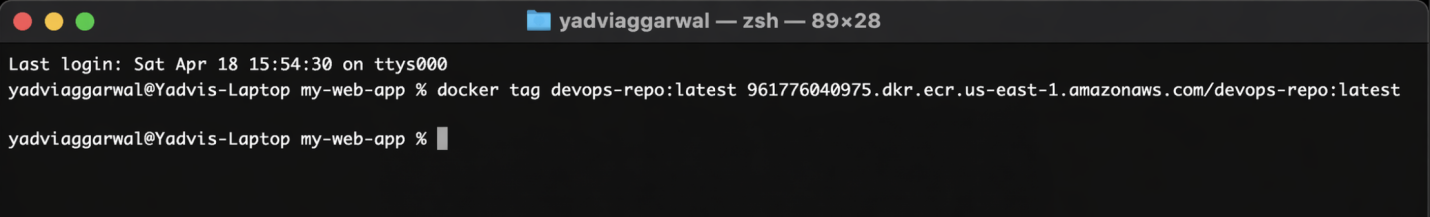 yadviaggarwal — zsh — 89×28
Last login: Sat Apr 18 15:54:30 on ttys000
yadviaggarwal@Yadvis-Laptop my-web-app % docker tag devops-repo:latest 961776040975.dkr.ecr.us-east-1.amazonaws.com/devops-repo:latest
yadviaggarwal@Yadvis-Laptop my-web-app %